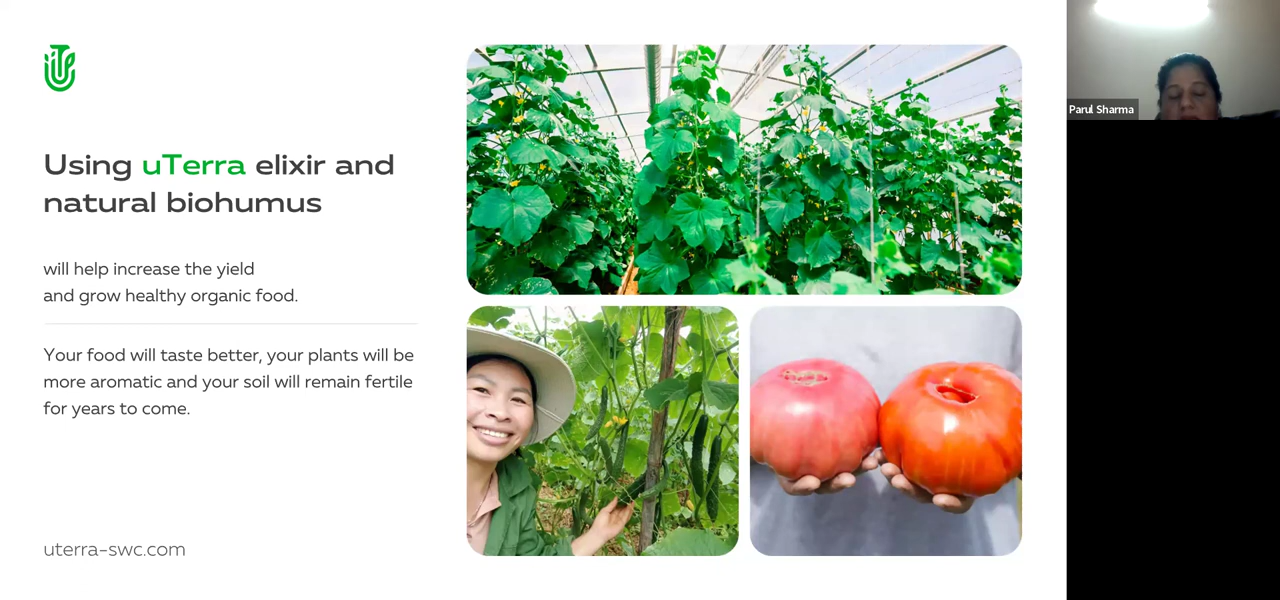 Using uTerra elixir and
natural biohumus
will help increase the yield
and grow healthy organic food.
Your food will taste better, your plants will be
more aromatic and your soil will remain fertile
for years to come.
uterra-swc.com
Parul Sharma